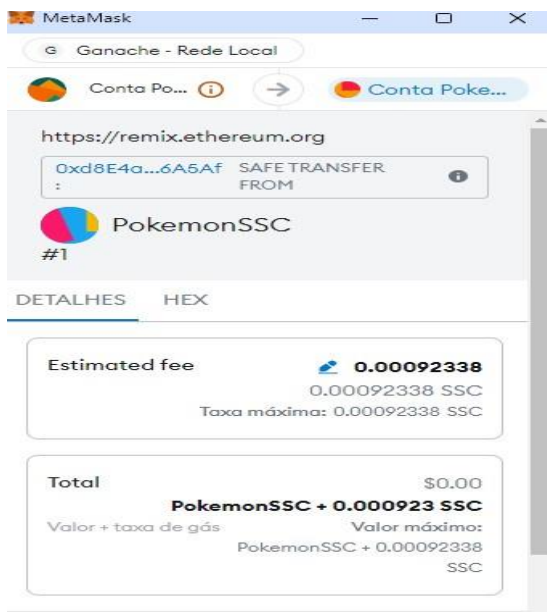 MetaMask
G Ganache - Rede Local
Conta Po... Conta Poke...
https://remix.ethereum.org
0xd8E4a...6A5Af SAFE TRANSFER
: FROM
PokemonSSC
#1
DETALHES HEX
Estimated fee 0.00092338
0.00092338 SSC
Taxa máxima: 0.00092338 SSC
Total $0.00
PokemonSSC + 0.000923 SSC
Valor + taxa de gás Valor máximo:
PokemonSSC + 0.00092338
SSC